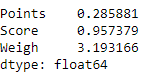 Points    0.285881
Score     0.957379
Weigh     3.193166
dtype: float64